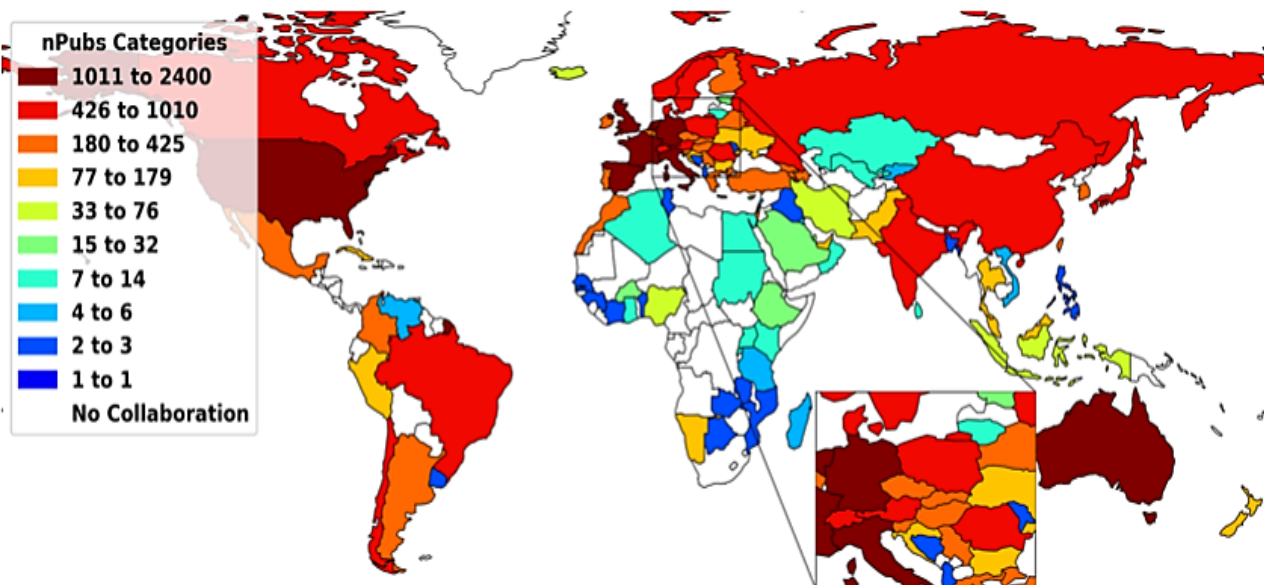 nPubs Categories
1011 to 2400
426 to 1010
180 to 425
77 to 179
33 to 76
15 to 32
7 to 14
4 to 6
2 to 3
1 to 1
No Collaboration